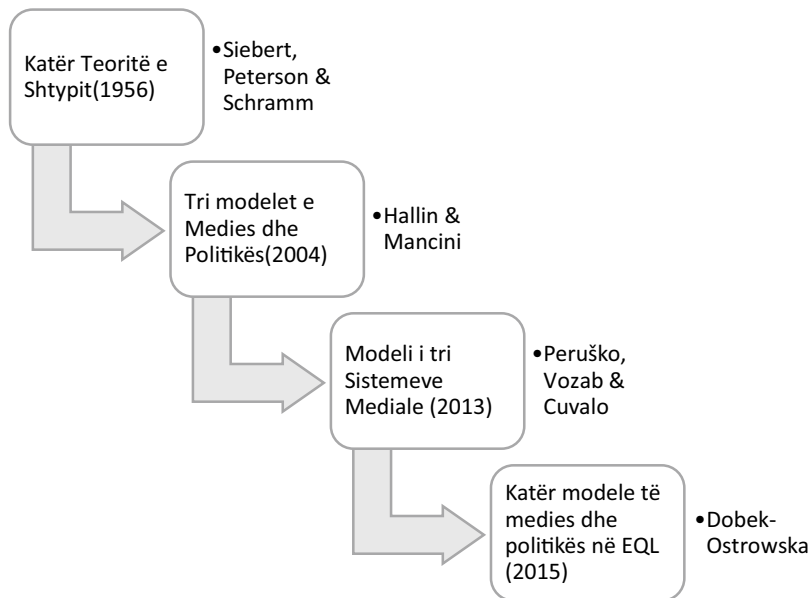 Katër Teoritë e
Shtypit(1956)
•Siebert,
Peterson &
Schramm
Tri modelet e
Medies dhe
Politikës(2004)
•Hallin &
Mancini
Modeli i tri
Sistemeve
Mediale (2013)
•Peruško,
Vozab &
Cuvalo
Katër modele të
medies dhe
politikës në EQL
(2015)
•Dobek-
Ostrowska